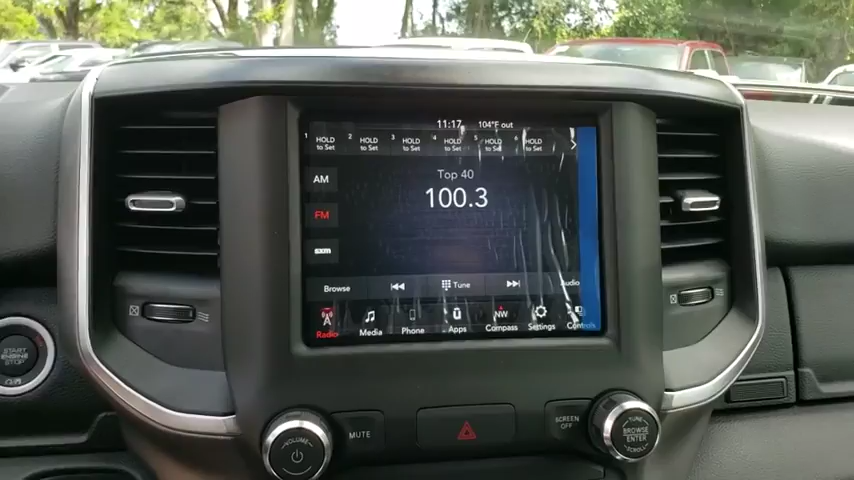 11:17 104°F out
1 HOLD to Set 2 HOLD to Set 3 HOLD to Set 4 HOLD to Set 5 HOLD to Set 6 HOLD to Set
AM
Top 40
100.3
FM
sxm
Browse Tune Audio
Radio Media Phone Apps NW Compass Settings Controls
START
ENGINE
STOP
VOLUME
MUTE
SCREEN
OFF
TUNE
BROWSE
ENTER
SCROLL